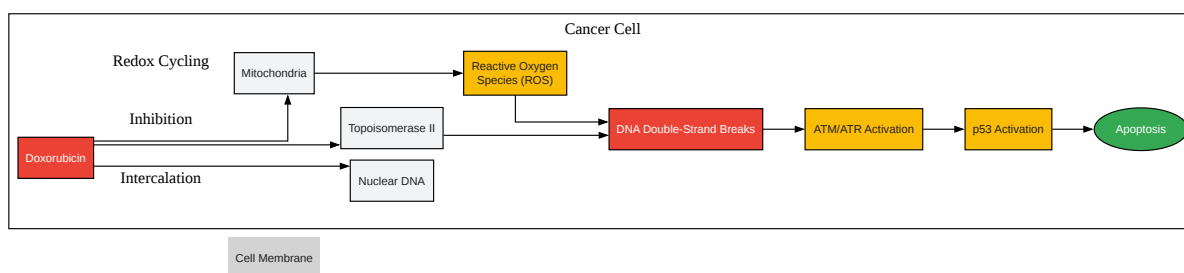 Cancer Cell
Redox Cycling
Mitochondria
Reactive Oxygen
Species (ROS)
Inhibition
Topoisomerase II
DNA Double-Strand Breaks
ATM/ATR Activation
p53 Activation
Apoptosis
Doxorubicin
Intercalation
Nuclear DNA
Cell Membrane